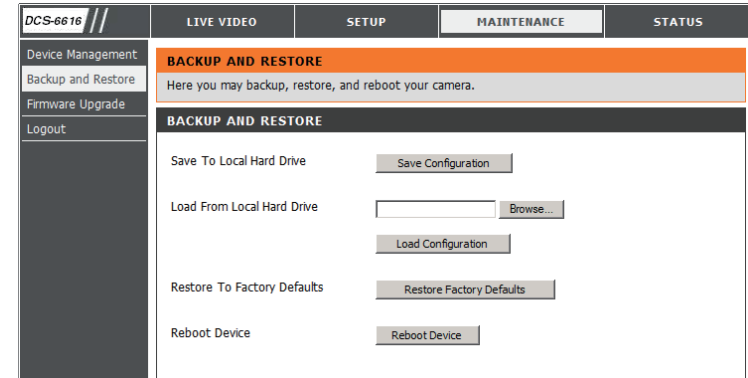 DCS-6616 LIVE VIDEO SETUP MAINTENANCE STATUS
Device Management
Backup and Restore
Firmware Upgrade
Logout
BACKUP AND RESTORE
Here you may backup, restore, and reboot your camera.
BACKUP AND RESTORE
Save To Local Hard Drive Save Configuration
Load From Local Hard Drive Browse...
Load Configuration
Restore To Factory Defaults Restore Factory Defaults
Reboot Device Reboot Device